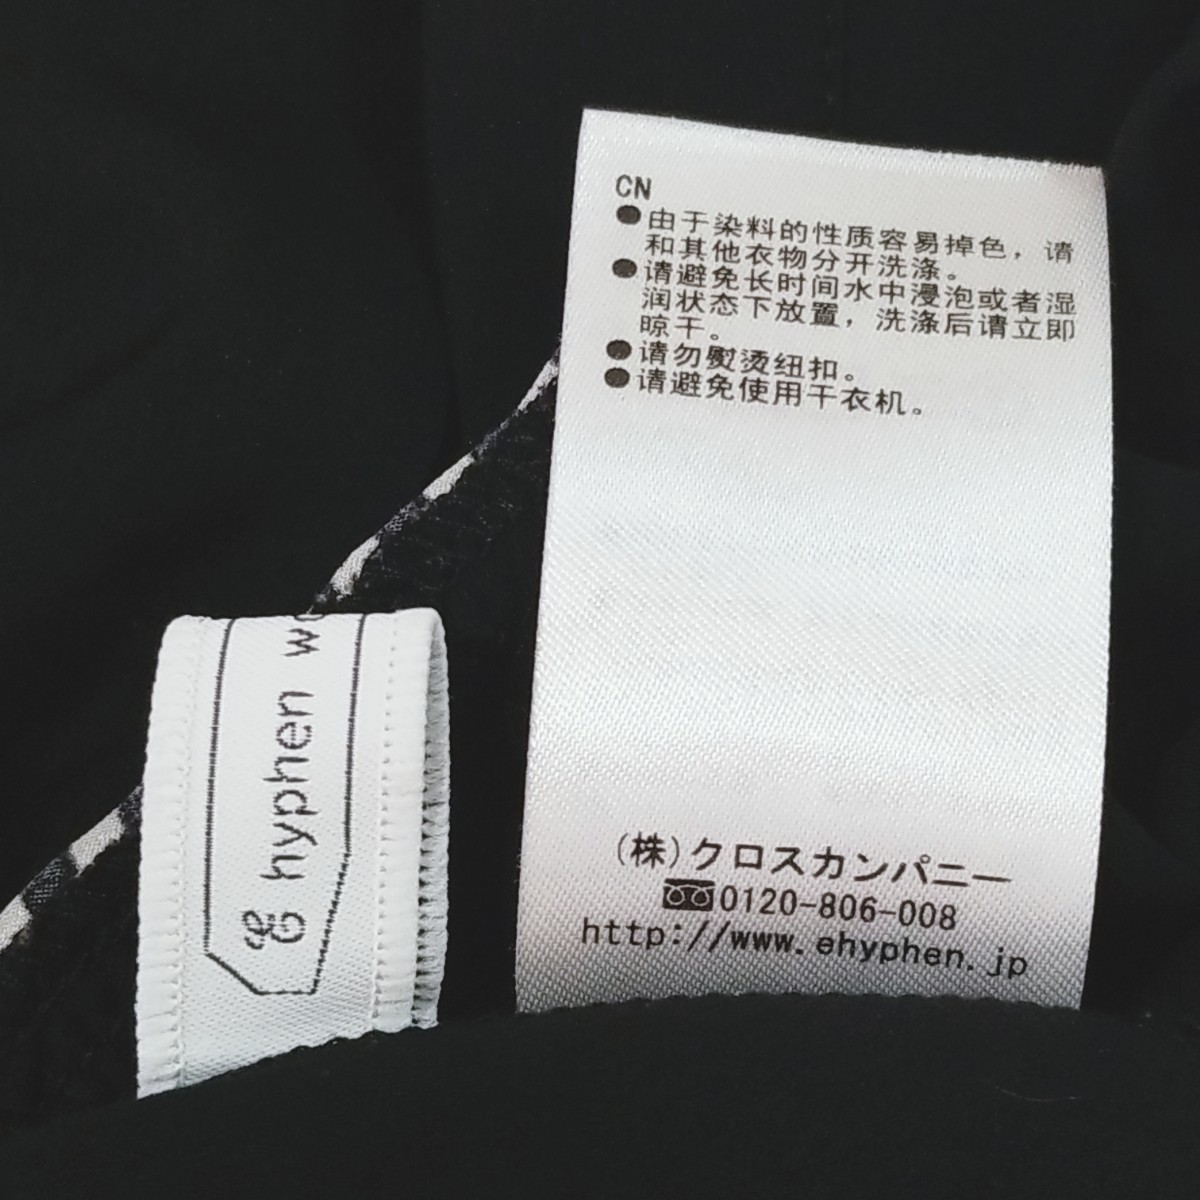 CN
●由于染料的性质容易掉色，请
和其他衣物分开洗涤。
●请避免长时间水中浸泡或者湿
润状态下放置，洗涤后请立即
晾干。
●请勿熨烫纽扣。
●请避免使用干衣机。
(株)クロスカンパニー
0120-806-008
http://www.ehyphen.jp
hyphen